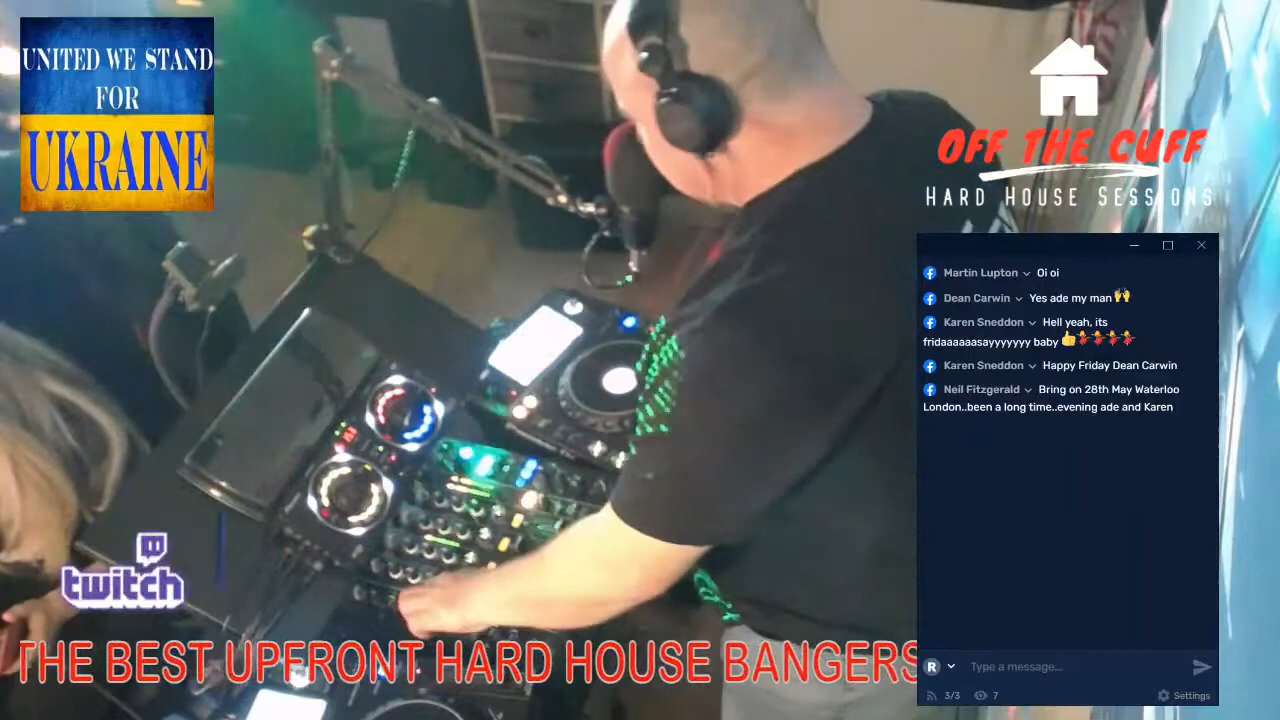 UNITED WE STAND
FOR
UKRAINE
OFF THE CUFF
HARD HOUSE SESSIONS
Martin Lupton Oi oi
Dean Carwin Yes ade my man 🙌
Karen Sneddon Hell yeah, its
fridaaaaaasayyyyyyy baby 👍💃💃💃💃
Karen Sneddon Happy Friday Dean Carwin
Neil Fitzgerald Bring on 28th May Waterloo
London..been a long time..evening ade and Karen
twitch
THE BEST UPFRONT HARD HOUSE BANGERS
R Type a message...
3/3 7 Settings